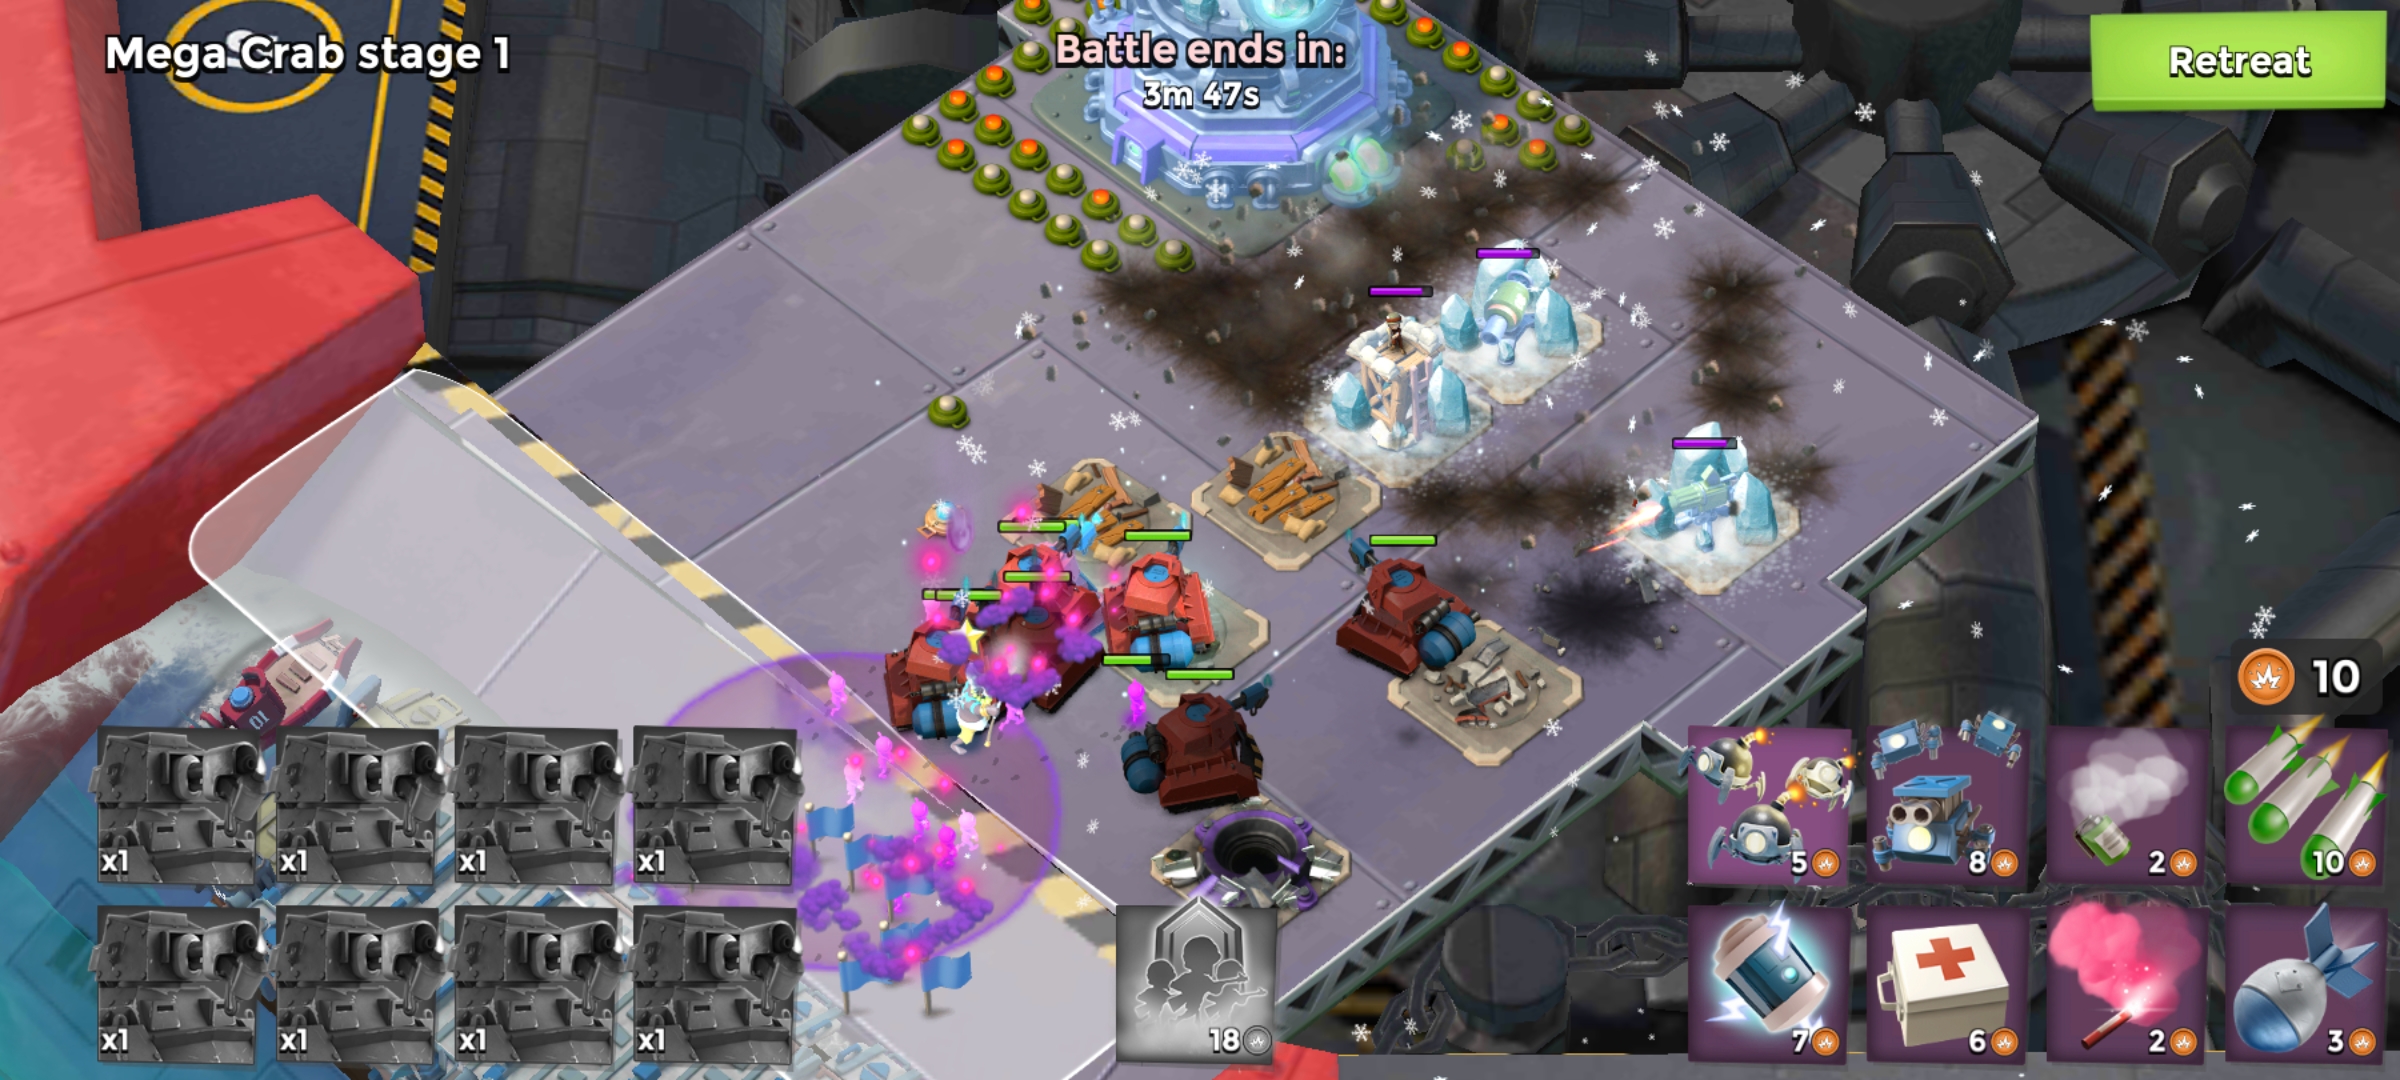 Mega Crab stage 1
Battle ends in:
3m 47s
Retreat
10
x1
x1
x1
x1
5
8
2
10
x1
x1
x1
x1
18
7
6
2
3